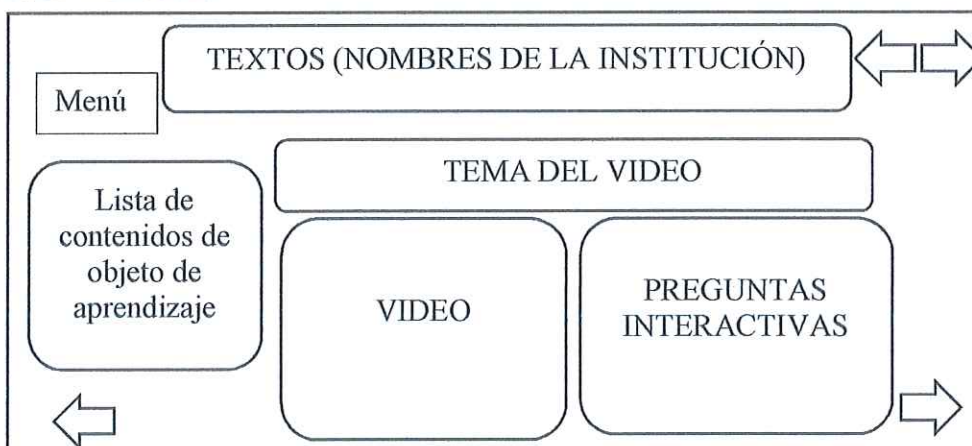 TEXTOS (NOMBRES DE LA INSTITUCIÓN)
Menú
TEMA DEL VIDEO
Lista de
contenidos de
objeto de
aprendizaje
VIDEO
PREGUNTAS
INTERACTIVAS